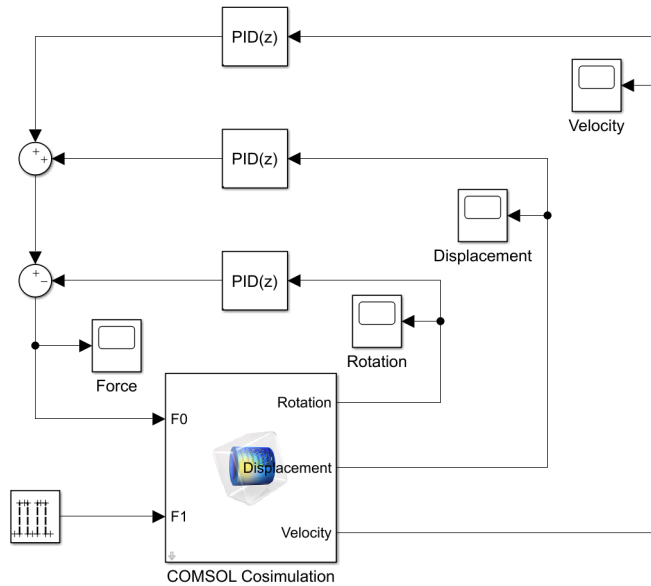 PID(z)
Velocity
+
+
PID(z)
Displacement
+
−
PID(z)
Rotation
Force
Rotation
F0
Displacement
F1
Velocity
COMSOL Cosimulation